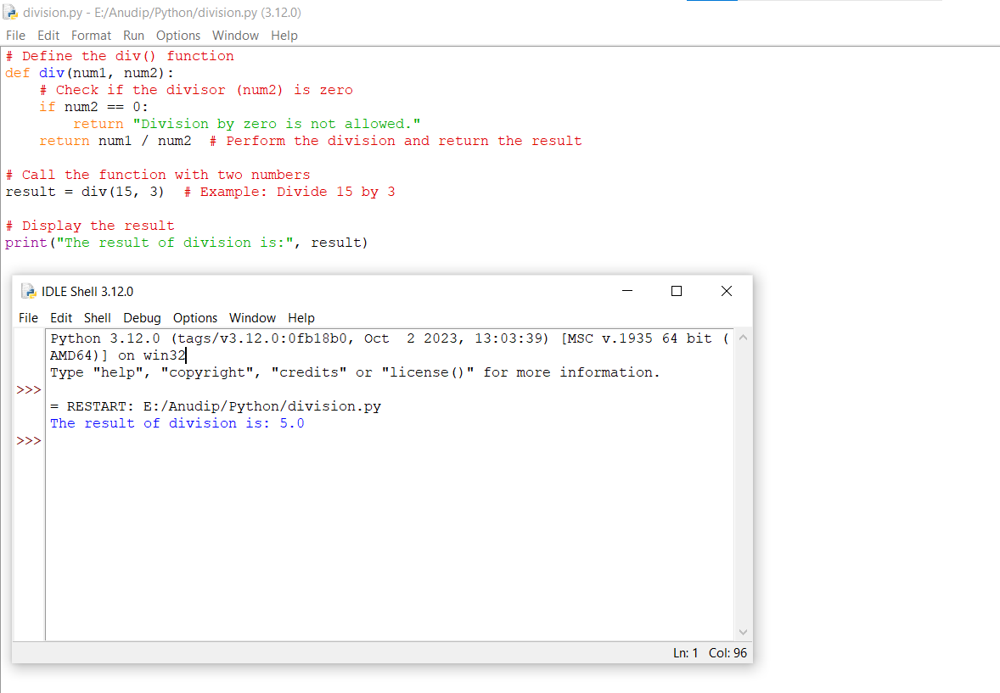 division.py - E:/Anudip/Python/division.py (3.12.0)
File Edit Format Run Options Window Help
# Define the div() function
def div(num1, num2):
    # Check if the divisor (num2) is zero
    if num2 == 0:
        return "Division by zero is not allowed."
    return num1 / num2  # Perform the division and return the result

# Call the function with two numbers
result = div(15, 3)  # Example: Divide 15 by 3

# Display the result
print("The result of division is:", result)
IDLE Shell 3.12.0
File Edit Shell Debug Options Window Help
Python 3.12.0 (tags/v3.12.0:0fb18b0, Oct  2 2023, 13:03:39) [MSC v.1935 64 bit (
AMD64)] on win32
Type "help", "copyright", "credits" or "license()" for more information.
>>>
= RESTART: E:/Anudip/Python/division.py
The result of division is: 5.0
>>>
Ln: 1 Col: 96